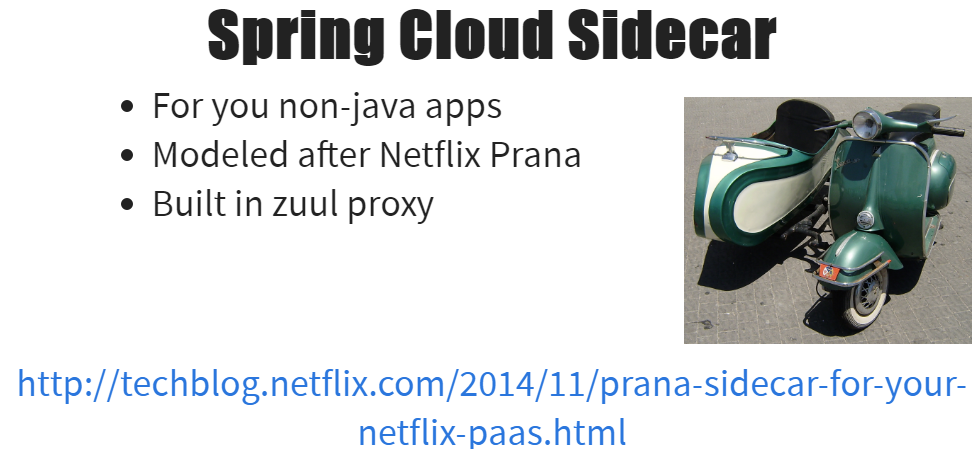 Spring Cloud Sidecar
• For you non-java apps
• Modeled after Netflix Prana
• Built in zuul proxy
http://techblog.netflix.com/2014/11/prana-sidecar-for-your-
netflix-paas.html